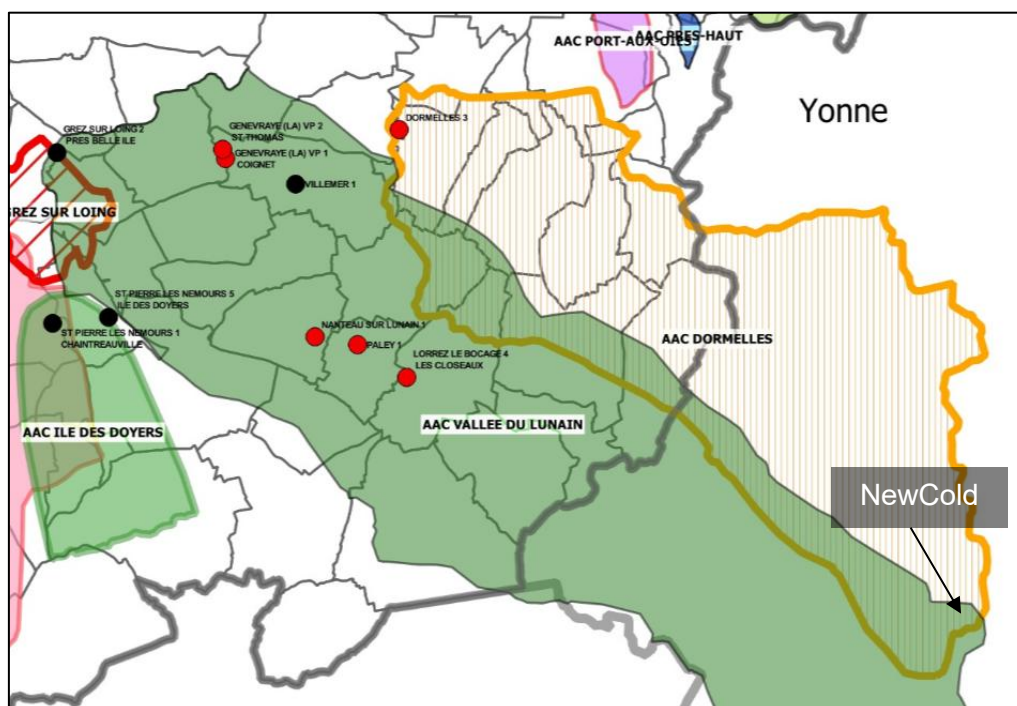 AAC PORT-AUX-OIES
AAC PRES-HAUT
Yonne
DORMELLES 3
GENEVRAYE (LA) VP 2
ST THOMAS
GENEVRAYE (LA) VP 1
COIGNET
GREZ SUR LOING 2
PRES BELLE ILE
VILLEMER 1
GREZ SUR LOING
ST PIERRE LES NEMOURS 5
ILE DES DOYERS
ST PIERRE LES NEMOURS 1
CHAINTREAUVILLE
NANTEAU SUR LUNAIN 1
PALEY 1
LORREZ LE BOCAGE 4
LES CLOSEAUX
AAC DORMELLES
AAC ILE DES DOYERS
AAC VALLEE DU LUNAIN
NewCold